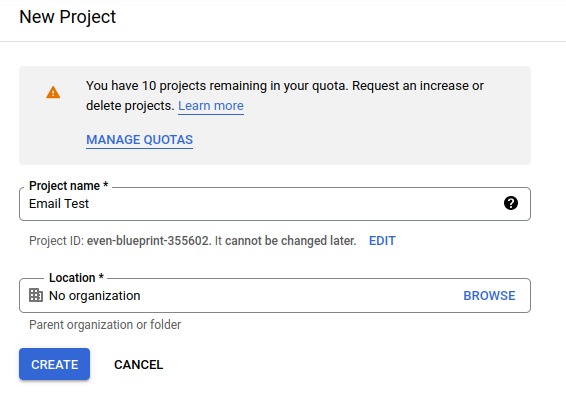 New Project
You have 10 projects remaining in your quota. Request an increase or
delete projects. Learn more
MANAGE QUOTAS
Project name *
Email Test
Project ID: even-blueprint-355602. It cannot be changed later. EDIT
Location *
No organization BROWSE
Parent organization or folder
CREATE CANCEL